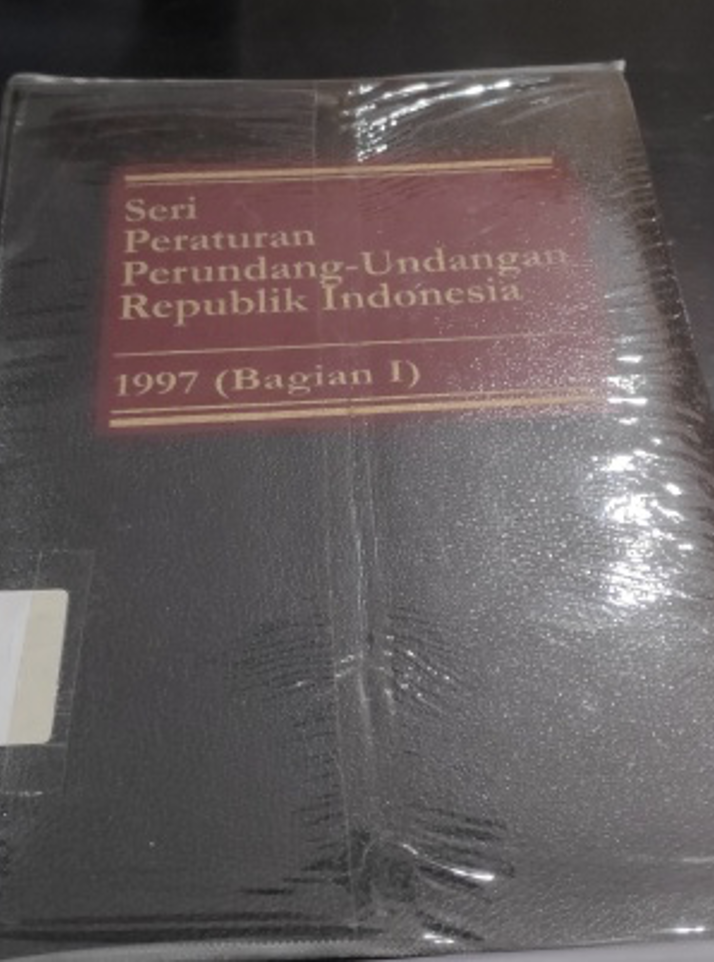 Seri
Peraturan
Perundang-Undangan
Republik Indonesia
1997 (Bagian I)